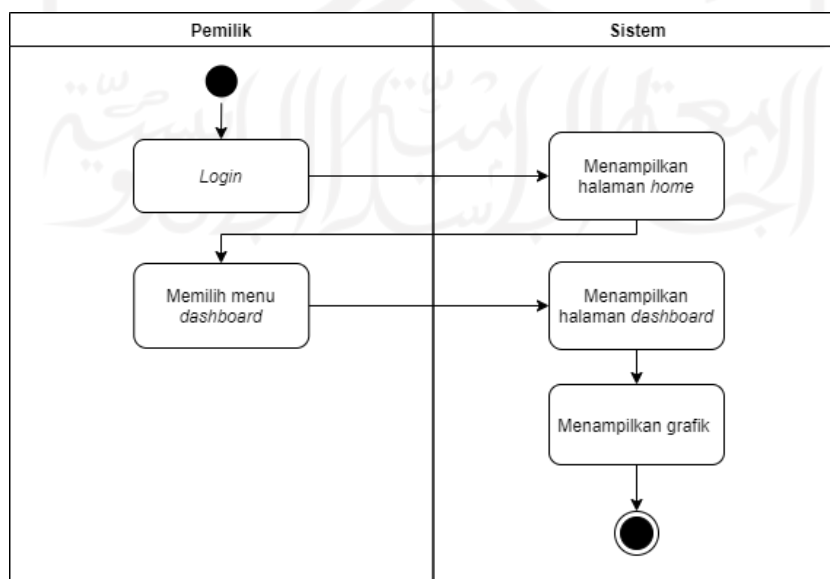 Pemilik
Sistem
Login
Menampilkan
halaman home
Memilih menu
dashboard
Menampilkan
halaman dashboard
Menampilkan grafik